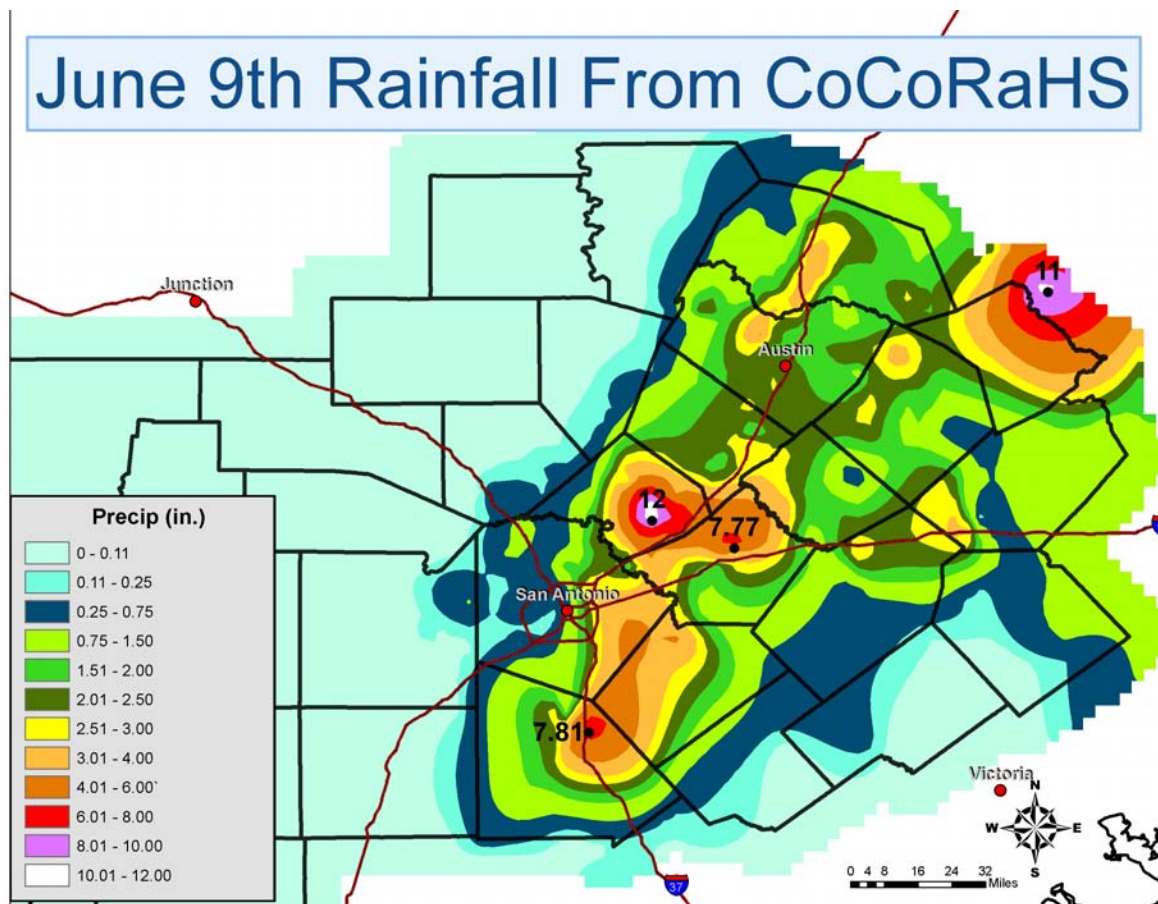 June 9th Rainfall From CoCoRaHS
11
Junction
Austin
12
7.77
San Antonio
7.81
Victoria
Precip (in.)
0 - 0.11
0.11 - 0.25
0.25 - 0.75
0.75 - 1.50
1.51 - 2.00
2.01 - 2.50
2.51 - 3.00
3.01 - 4.00
4.01 - 6.00`
6.01 - 8.00
8.01 - 10.00
10.01 - 12.00
N
W E
S
0 4 8 16 24 32
Miles
37